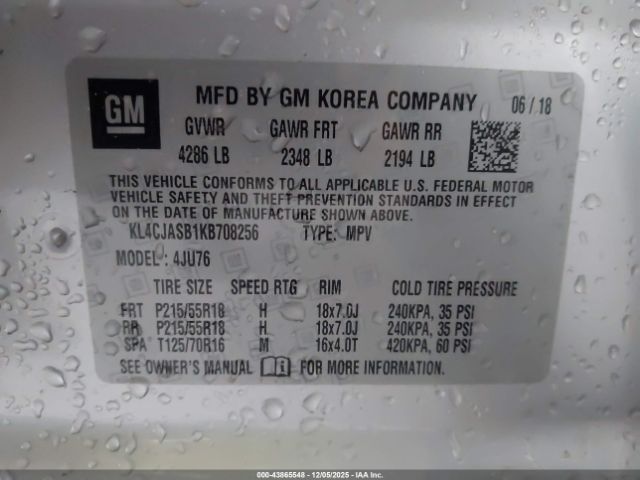 GM MFD BY GM KOREA COMPANY 06/18
GVWR GAWR FRT GAWR RR
4286 LB 2348 LB 2194 LB
THIS VEHICLE CONFORMS TO ALL APPLICABLE U.S. FEDERAL MOTOR
VEHICLE SAFETY AND THEFT PREVENTION STANDARDS IN EFFECT
ON THE DATE OF MANUFACTURE SHOWN ABOVE.
KL4CJASB1KB708256 TYPE: MPV
MODEL: 4JU76
TIRE SIZE SPEED RTG RIM COLD TIRE PRESSURE
FRT P215/55R18 H 18x7.0J 240KPA, 35 PSI
RR P215/55R18 H 18x7.0J 240KPA, 35 PSI
SPA T125/70R16 M 16x4.0T 420KPA, 60 PSI
SEE OWNER'S MANUAL FOR MORE INFORMATION.
000-43865548 - 12/05/2025 - IAA Inc.